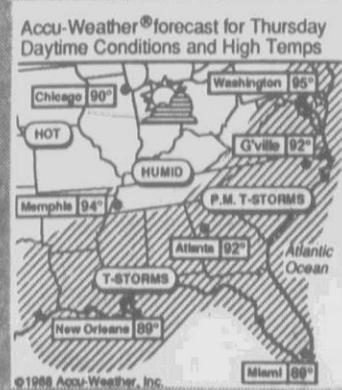 Accu-Weather® forecast for Thursday
Daytime Conditions and High Temps
Washington 95°
Chicago 90°
HOT
G'ville 92°
HUMID
Memphis 94°
P.M. T-STORMS
Atlanta 92°
Atlantic
Ocean
T-STORMS
New Orleans 89°
Miami 89°
©1988 Accu-Weather, Inc.